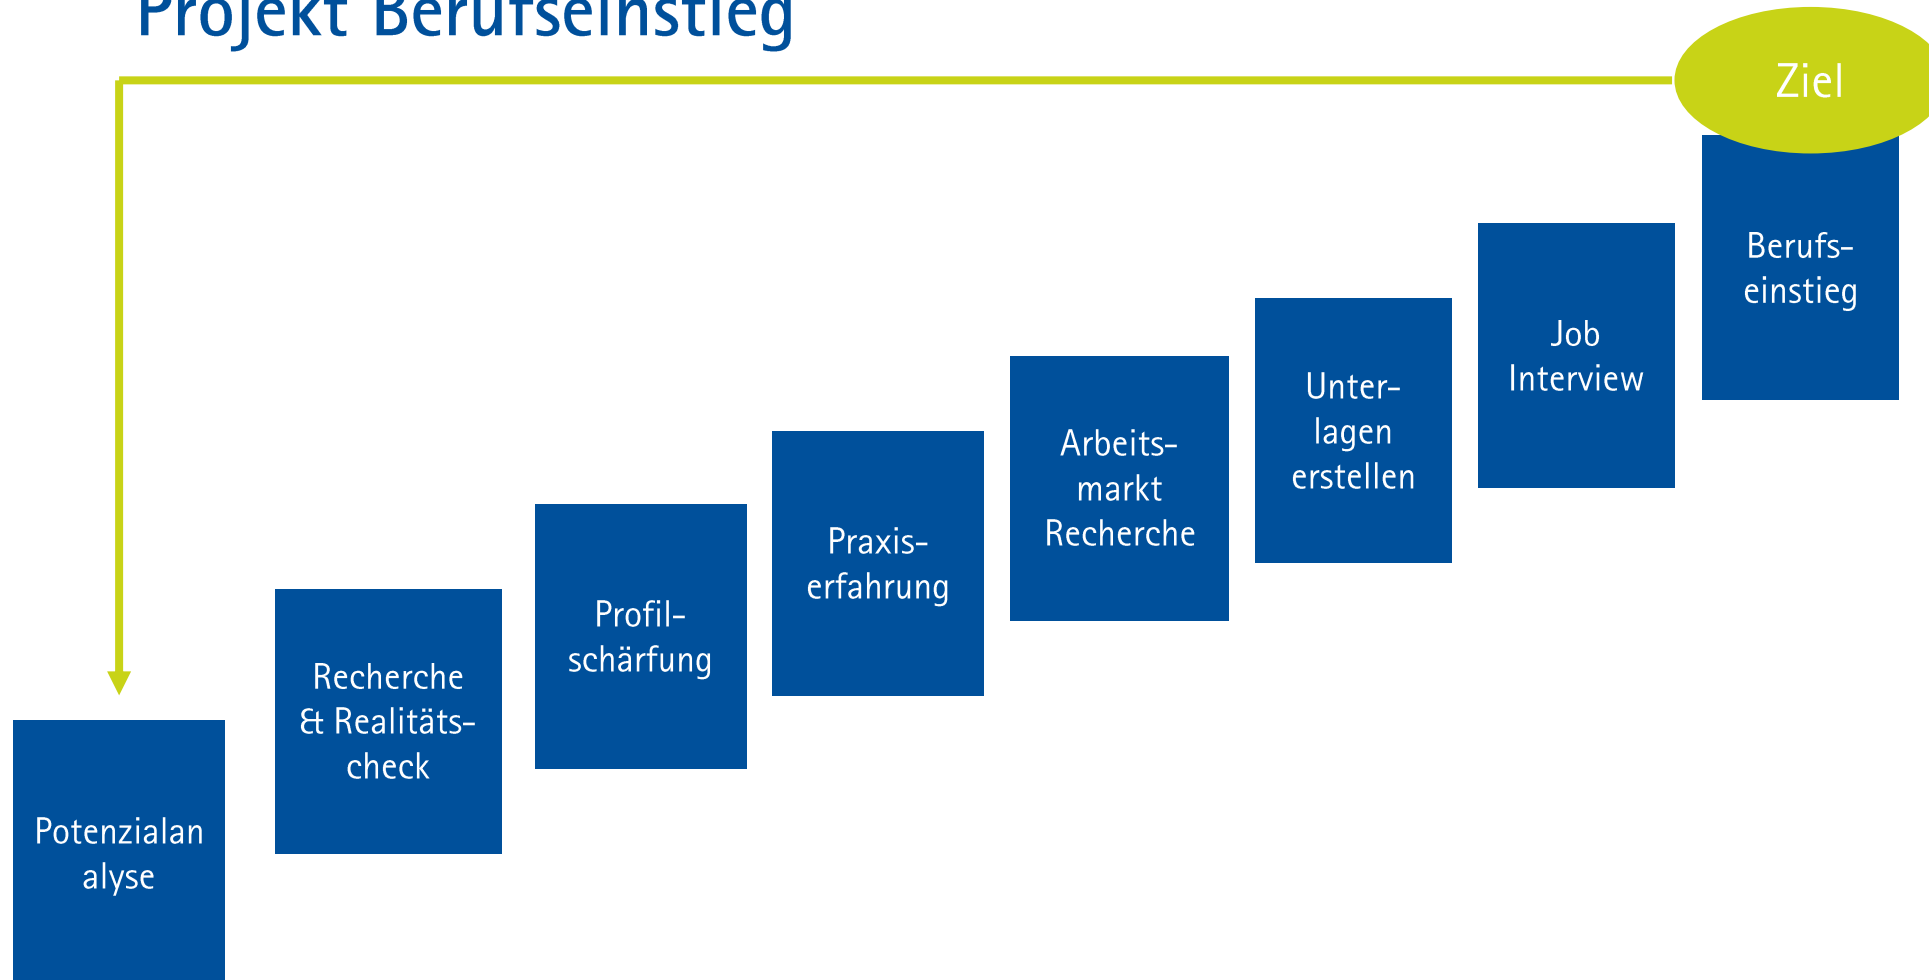 Projekt Berufseinstieg
Ziel
Potenzialan
alyse
Recherche
& Realitäts-
check
Profil-
schärfung
Praxis-
erfahrung
Arbeits-
markt
Recherche
Unter-
lagen
erstellen
Job
Interview
Berufs-
einstieg